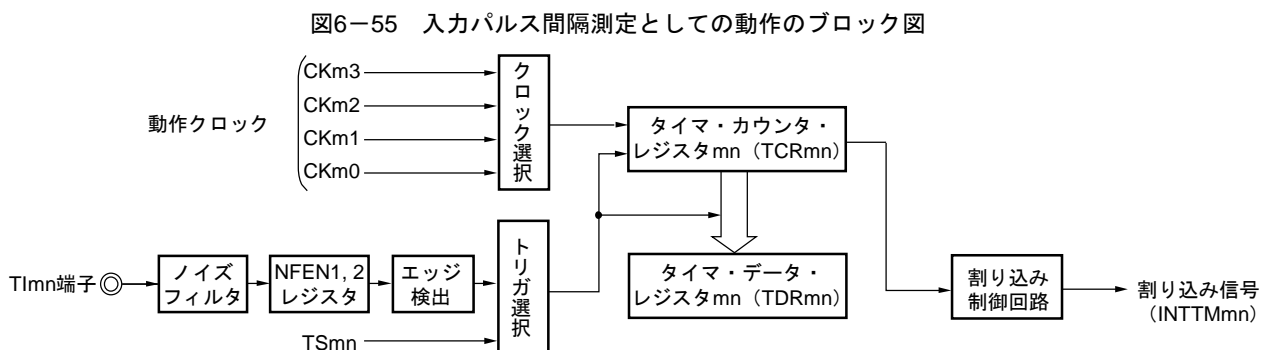 図6-55 入力パルス間隔測定としての動作のブロック図
CKm3
CKm2
CKm1
CKm0
動作クロック
クロック選択
タイマ・カウンタ・
レジスタmn(TCRmn)
TImn端子
ノイズ
フィルタ
NFEN1, 2
レジスタ
エッジ
検出
TSmn
トリガ選択
タイマ・データ・
レジスタmn(TDRmn)
割り込み
制御回路
割り込み信号
(INTTMmn)